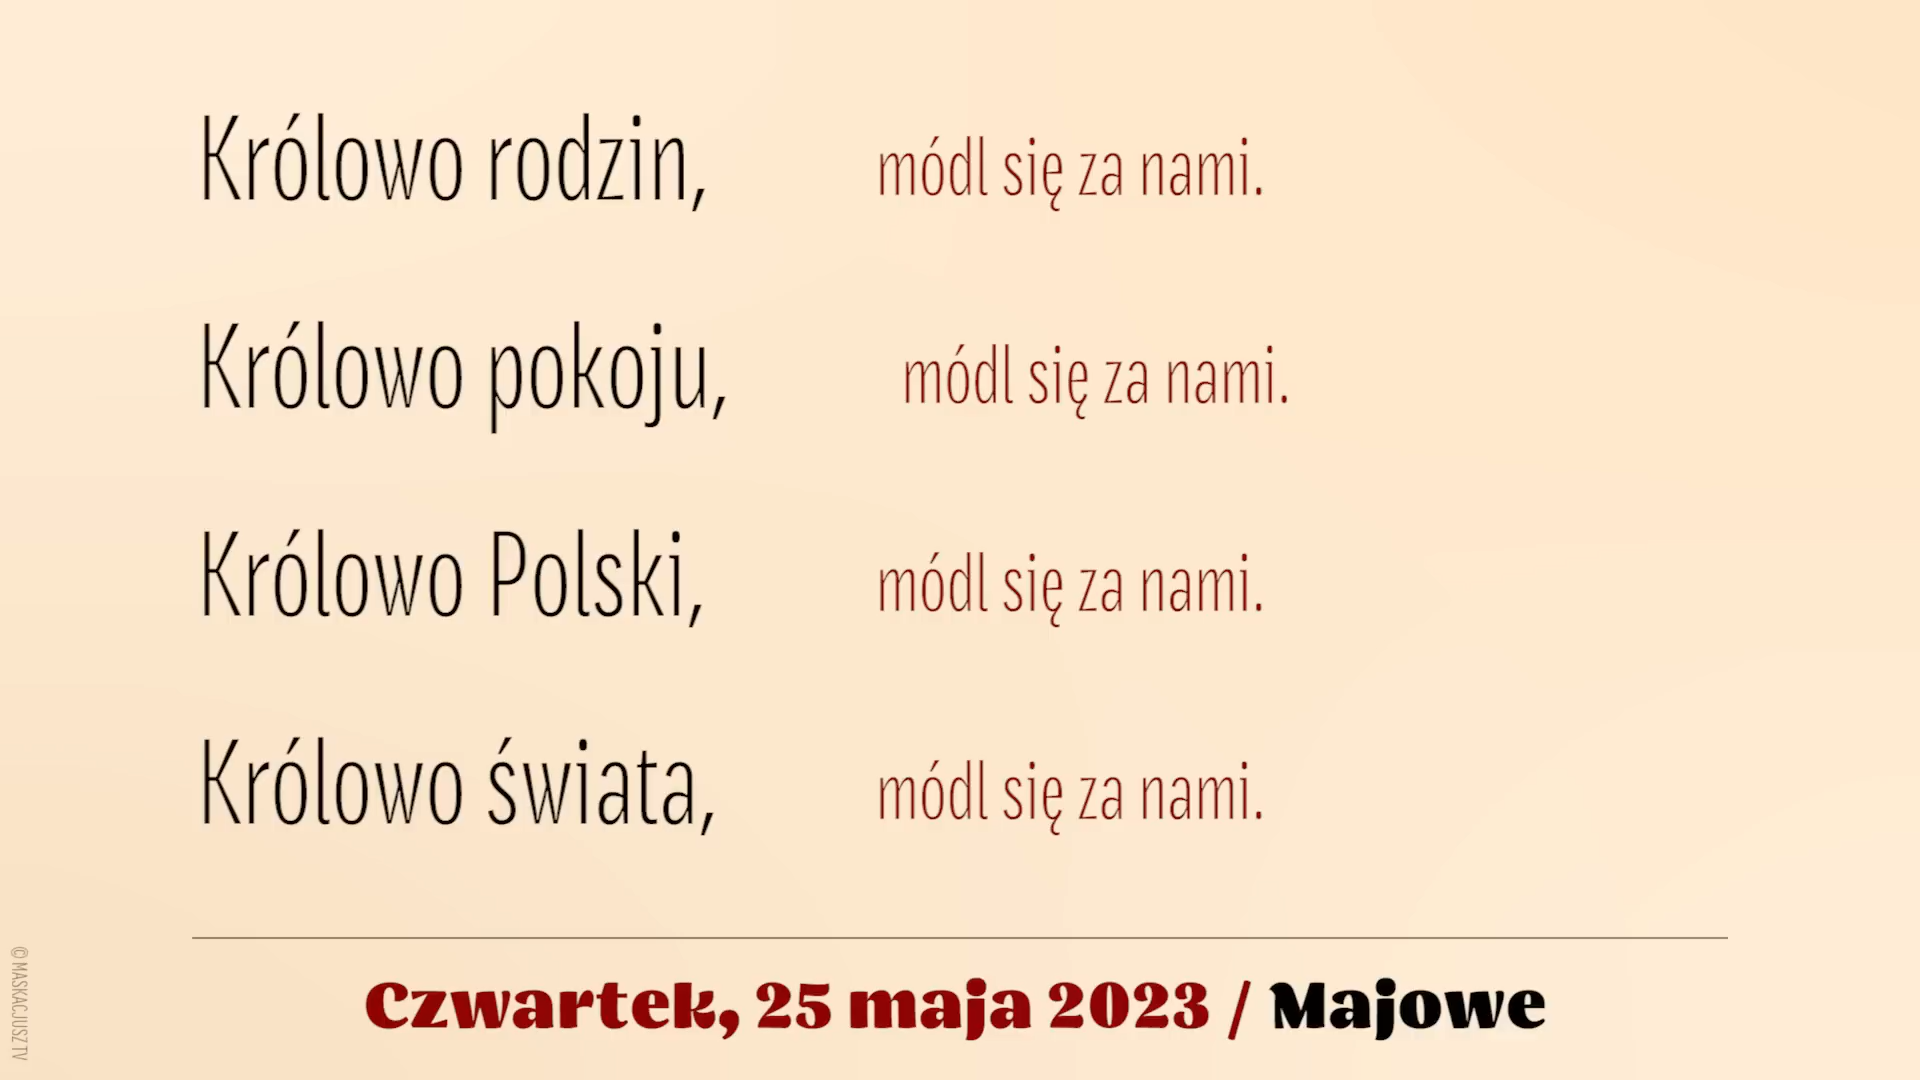 Królowo rodzin, módl się za nami.
Królowo pokoju, módl się za nami.
Królowo Polski, módl się za nami.
Królowo świata, módl się za nami.
Czwartek, 25 maja 2023 / Majowe
© MASKACJUSZ TV